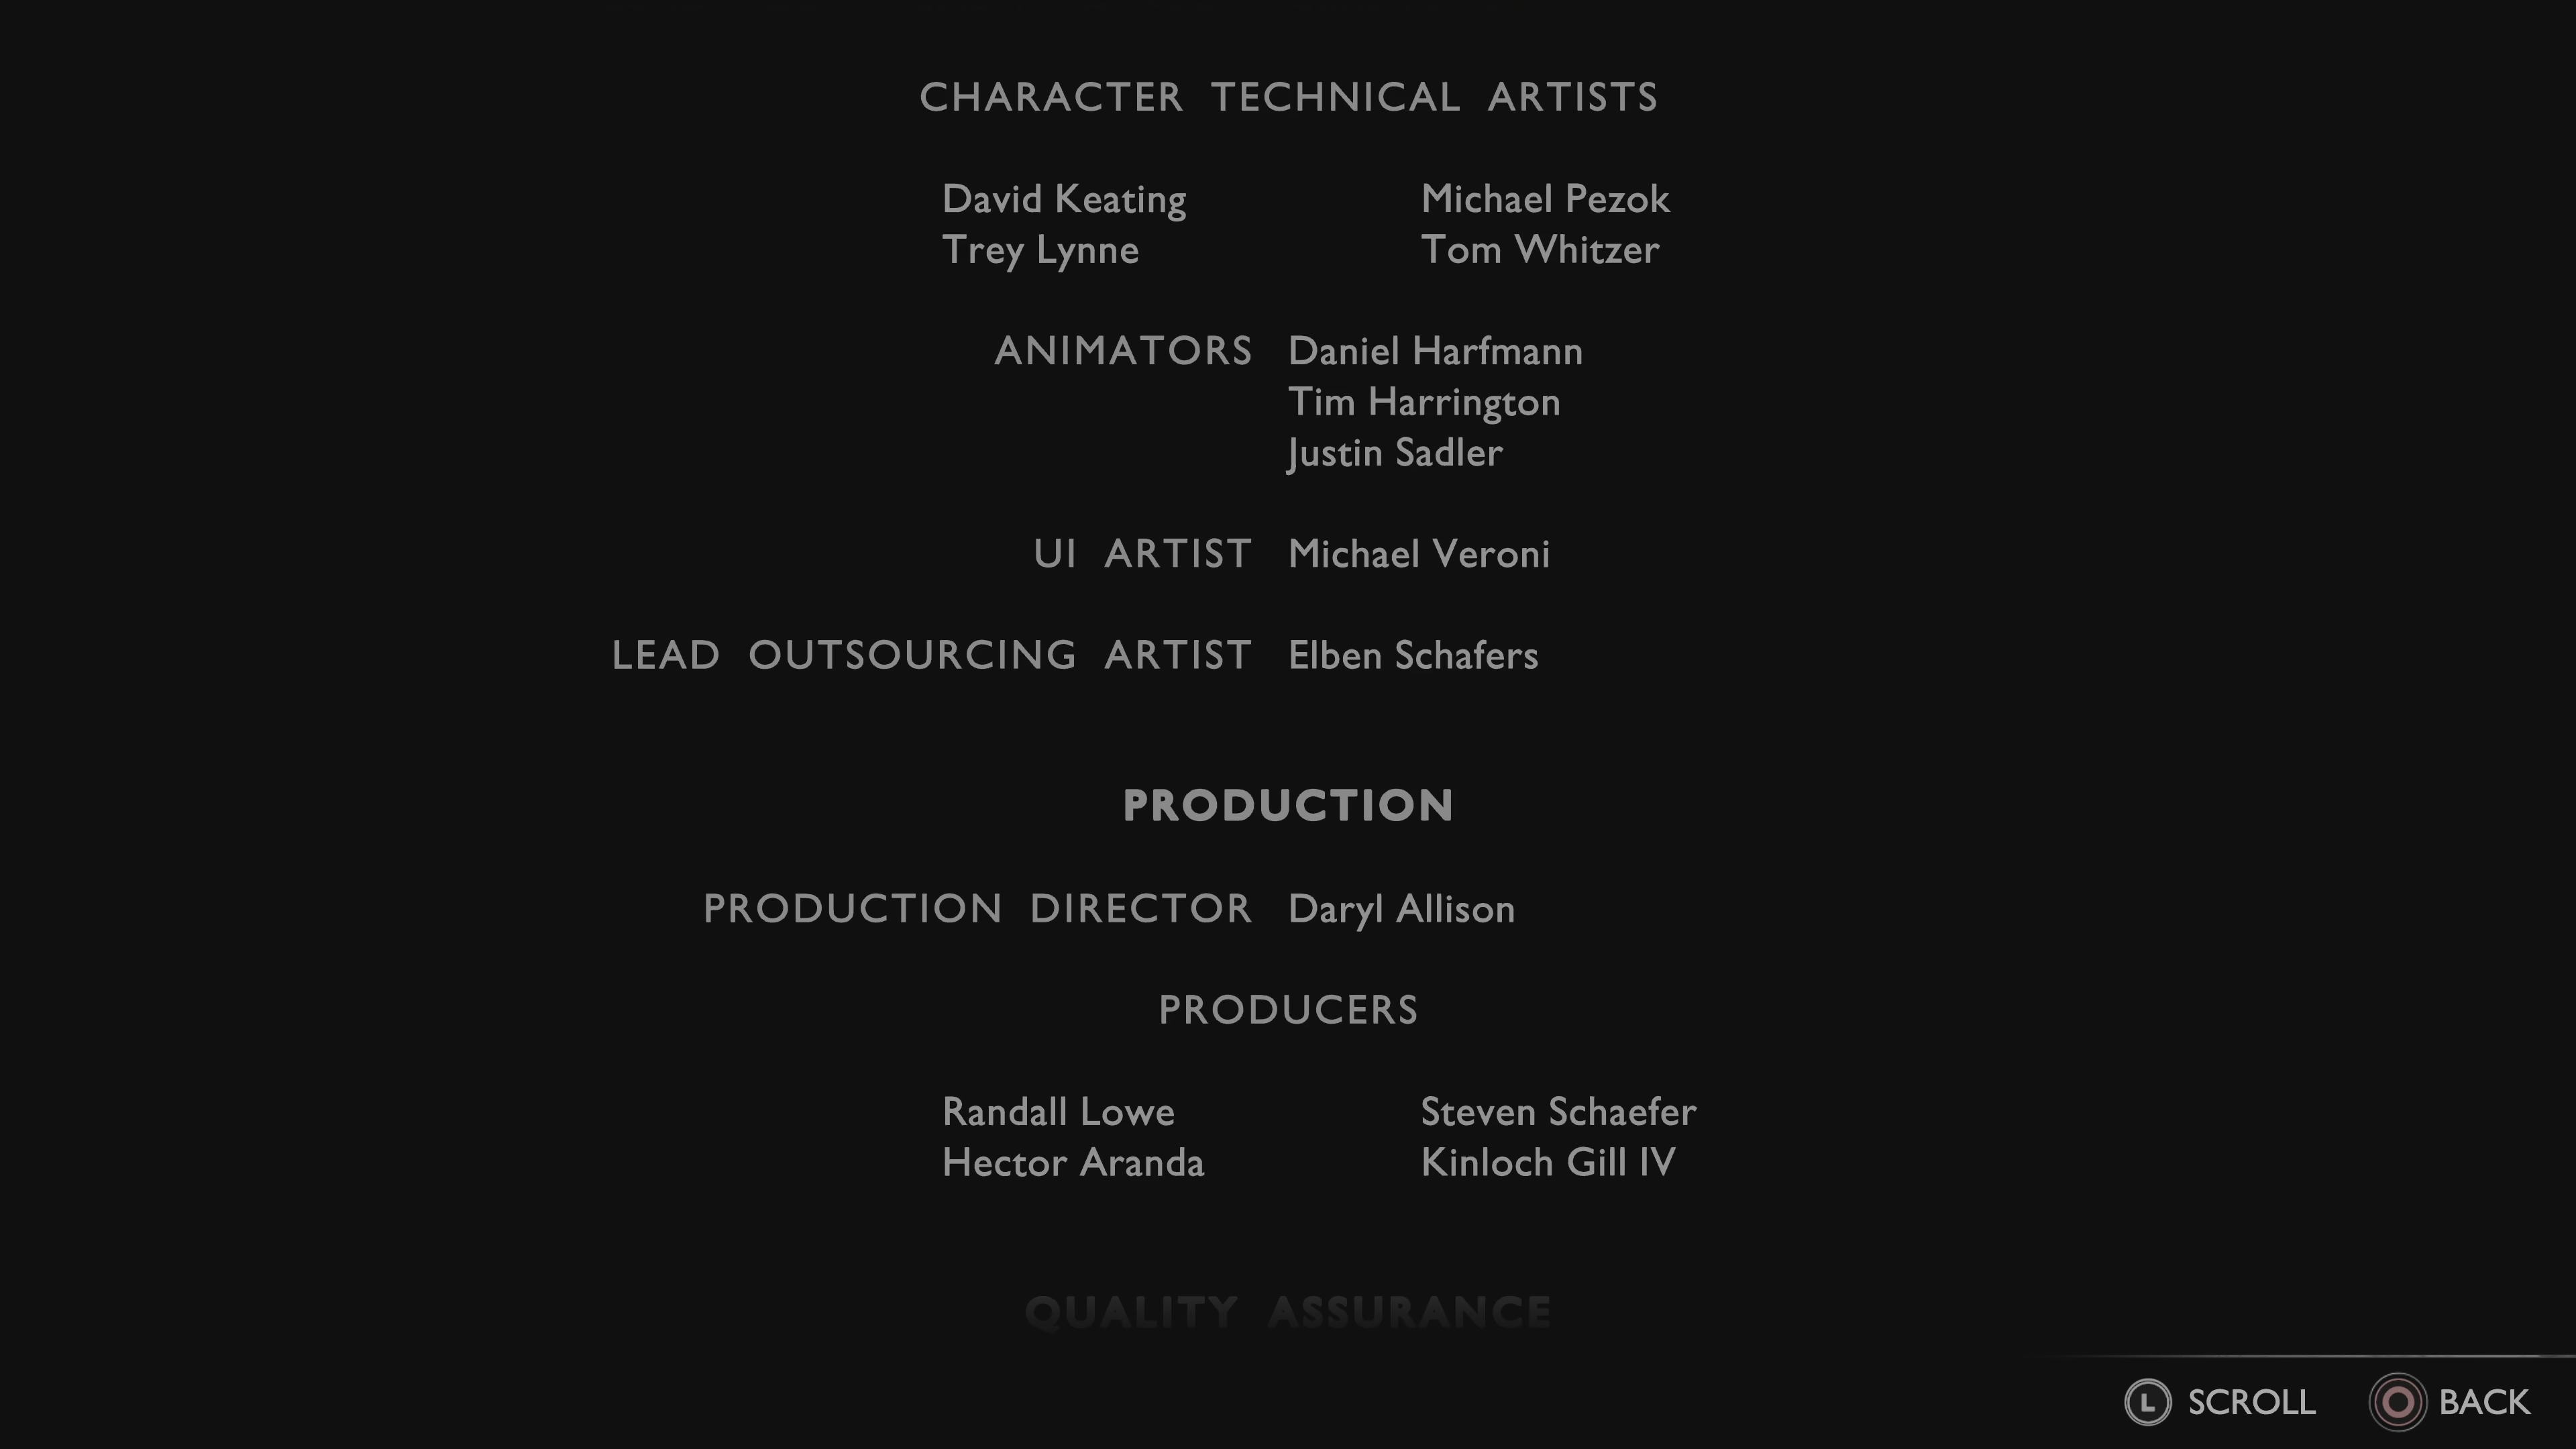 CHARACTER TECHNICAL ARTISTS
David Keating Michael Pezok
Trey Lynne Tom Whitzer
ANIMATORS Daniel Harfmann
Tim Harrington
Justin Sadler
UI ARTIST Michael Veroni
LEAD OUTSOURCING ARTIST Elben Schafers
PRODUCTION
PRODUCTION DIRECTOR Daryl Allison
PRODUCERS
Randall Lowe Steven Schaefer
Hector Aranda Kinloch Gill IV
QUALITY ASSURANCE
L SCROLL BACK